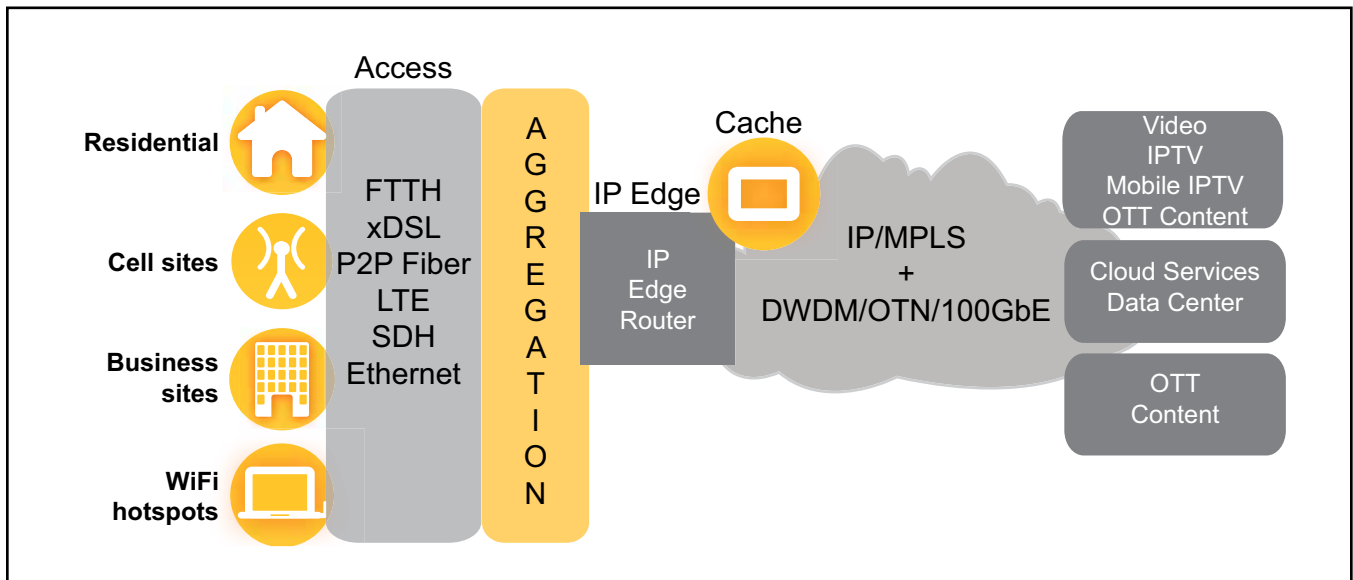 Access
Residential
Cell sites
Business
sites
WiFi
hotspots
FTTH
xDSL
P2P Fiber
LTE
SDH
Ethernet
A
G
G
R
E
G
A
T
I
O
N
IP Edge
IP
Edge
Router
Cache
IP/MPLS
+
DWDM/OTN/100GbE
Video
IPTV
Mobile IPTV
OTT Content
Cloud Services
Data Center
OTT
Content